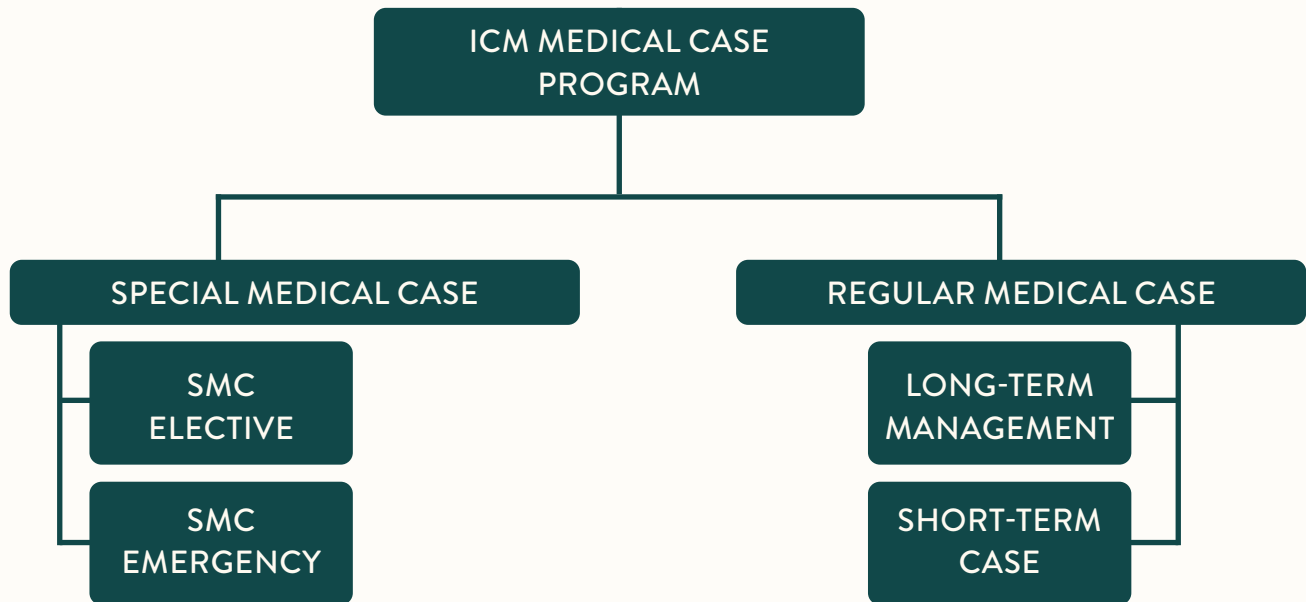 ICM MEDICAL CASE
PROGRAM
SPECIAL MEDICAL CASE
SMC
ELECTIVE
SMC
EMERGENCY
REGULAR MEDICAL CASE
LONG-TERM
MANAGEMENT
SHORT-TERM
CASE